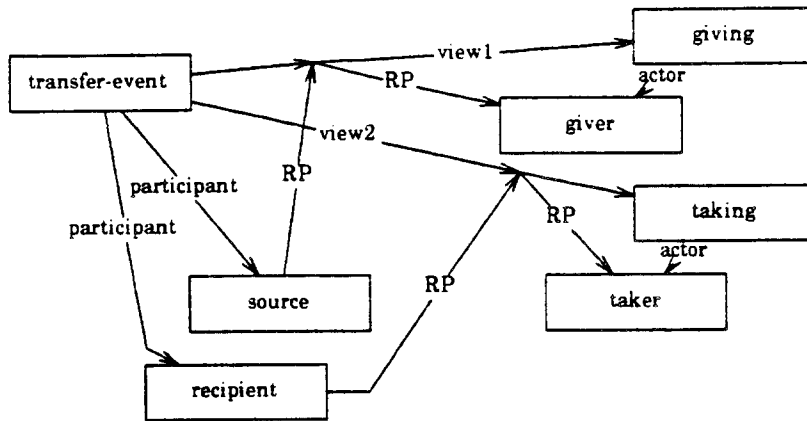 giving
view1
transfer-event
actor
RP
giver
view2
RP
participant
taking
RP
participant
actor
RP
source
taker
recipient